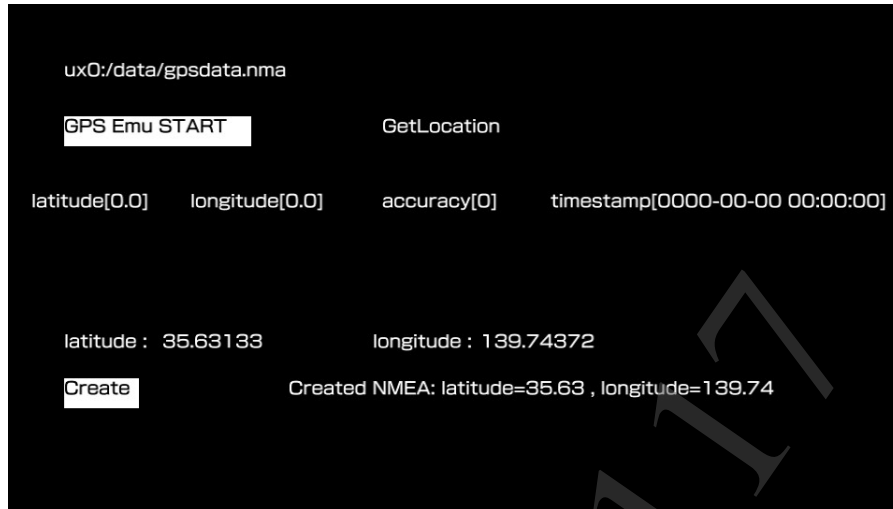 ux0:/data/gpsdata.nma
GPS Emu START GetLocation
latitude[0.0] longitude[0.0] accuracy[0] timestamp[0000-00-00 00:00:00]
latitude : 35.63133 longitude : 139.74372
Create Created NMEA: latitude=35.63 , longitude=139.74
17